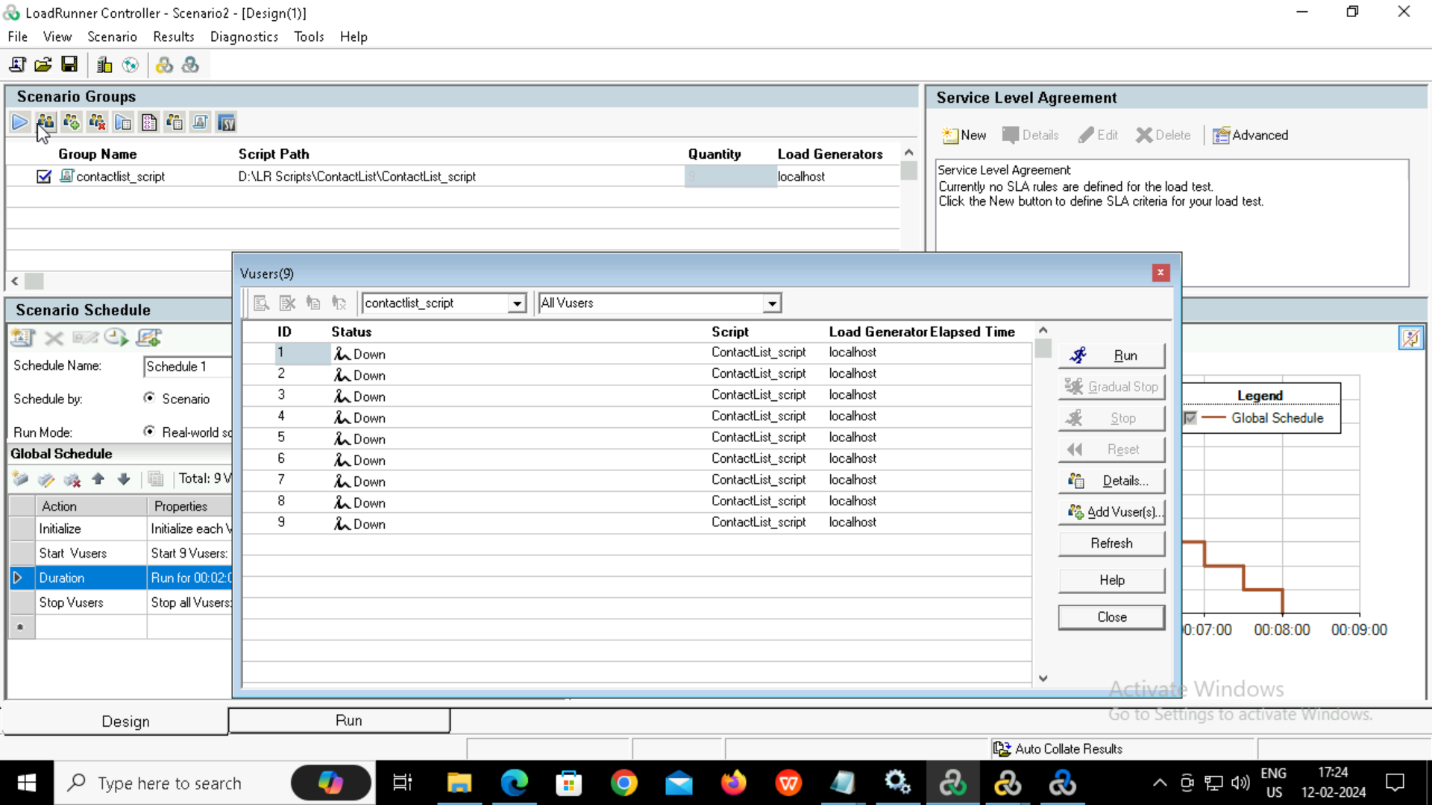 LoadRunner Controller - Scenario2 - [Design(1)]
File View Scenario Results Diagnostics Tools Help
Scenario Groups
Group Name Script Path Quantity Load Generators
contactlist_script D:\LR Scripts\ContactList\ContactList_script 9 localhost
Service Level Agreement
New Details Edit Delete Advanced
Service Level Agreement
Currently no SLA rules are defined for the load test.
Click the New button to define SLA criteria for your load test.
Vusers(9)
contactlist_script All Vusers
ID Status Script Load Generator Elapsed Time
1 Down ContactList_script localhost
2 Down ContactList_script localhost
3 Down ContactList_script localhost
4 Down ContactList_script localhost
5 Down ContactList_script localhost
6 Down ContactList_script localhost
7 Down ContactList_script localhost
8 Down ContactList_script localhost
9 Down ContactList_script localhost
Run
Gradual Stop
Stop
Reset
Details...
Add Vuser(s)...
Refresh
Help
Close
Scenario Schedule
Schedule Name: Schedule 1
Schedule by: Scenario
Run Mode: Real-world
Global Schedule
Total: 9 V
Action Properties
Initialize Initialize each V
Start Vusers Start 9 Vusers:
Duration Run for 00:02:
Stop Vusers Stop all Vusers:
*
Legend
Global Schedule
:07:00 00:08:00 00:09:00
Activate Windows
Go to Settings to activate Windows.
Design Run
Auto Collate Results
Type here to search
ENG
US
17:24
12-02-2024